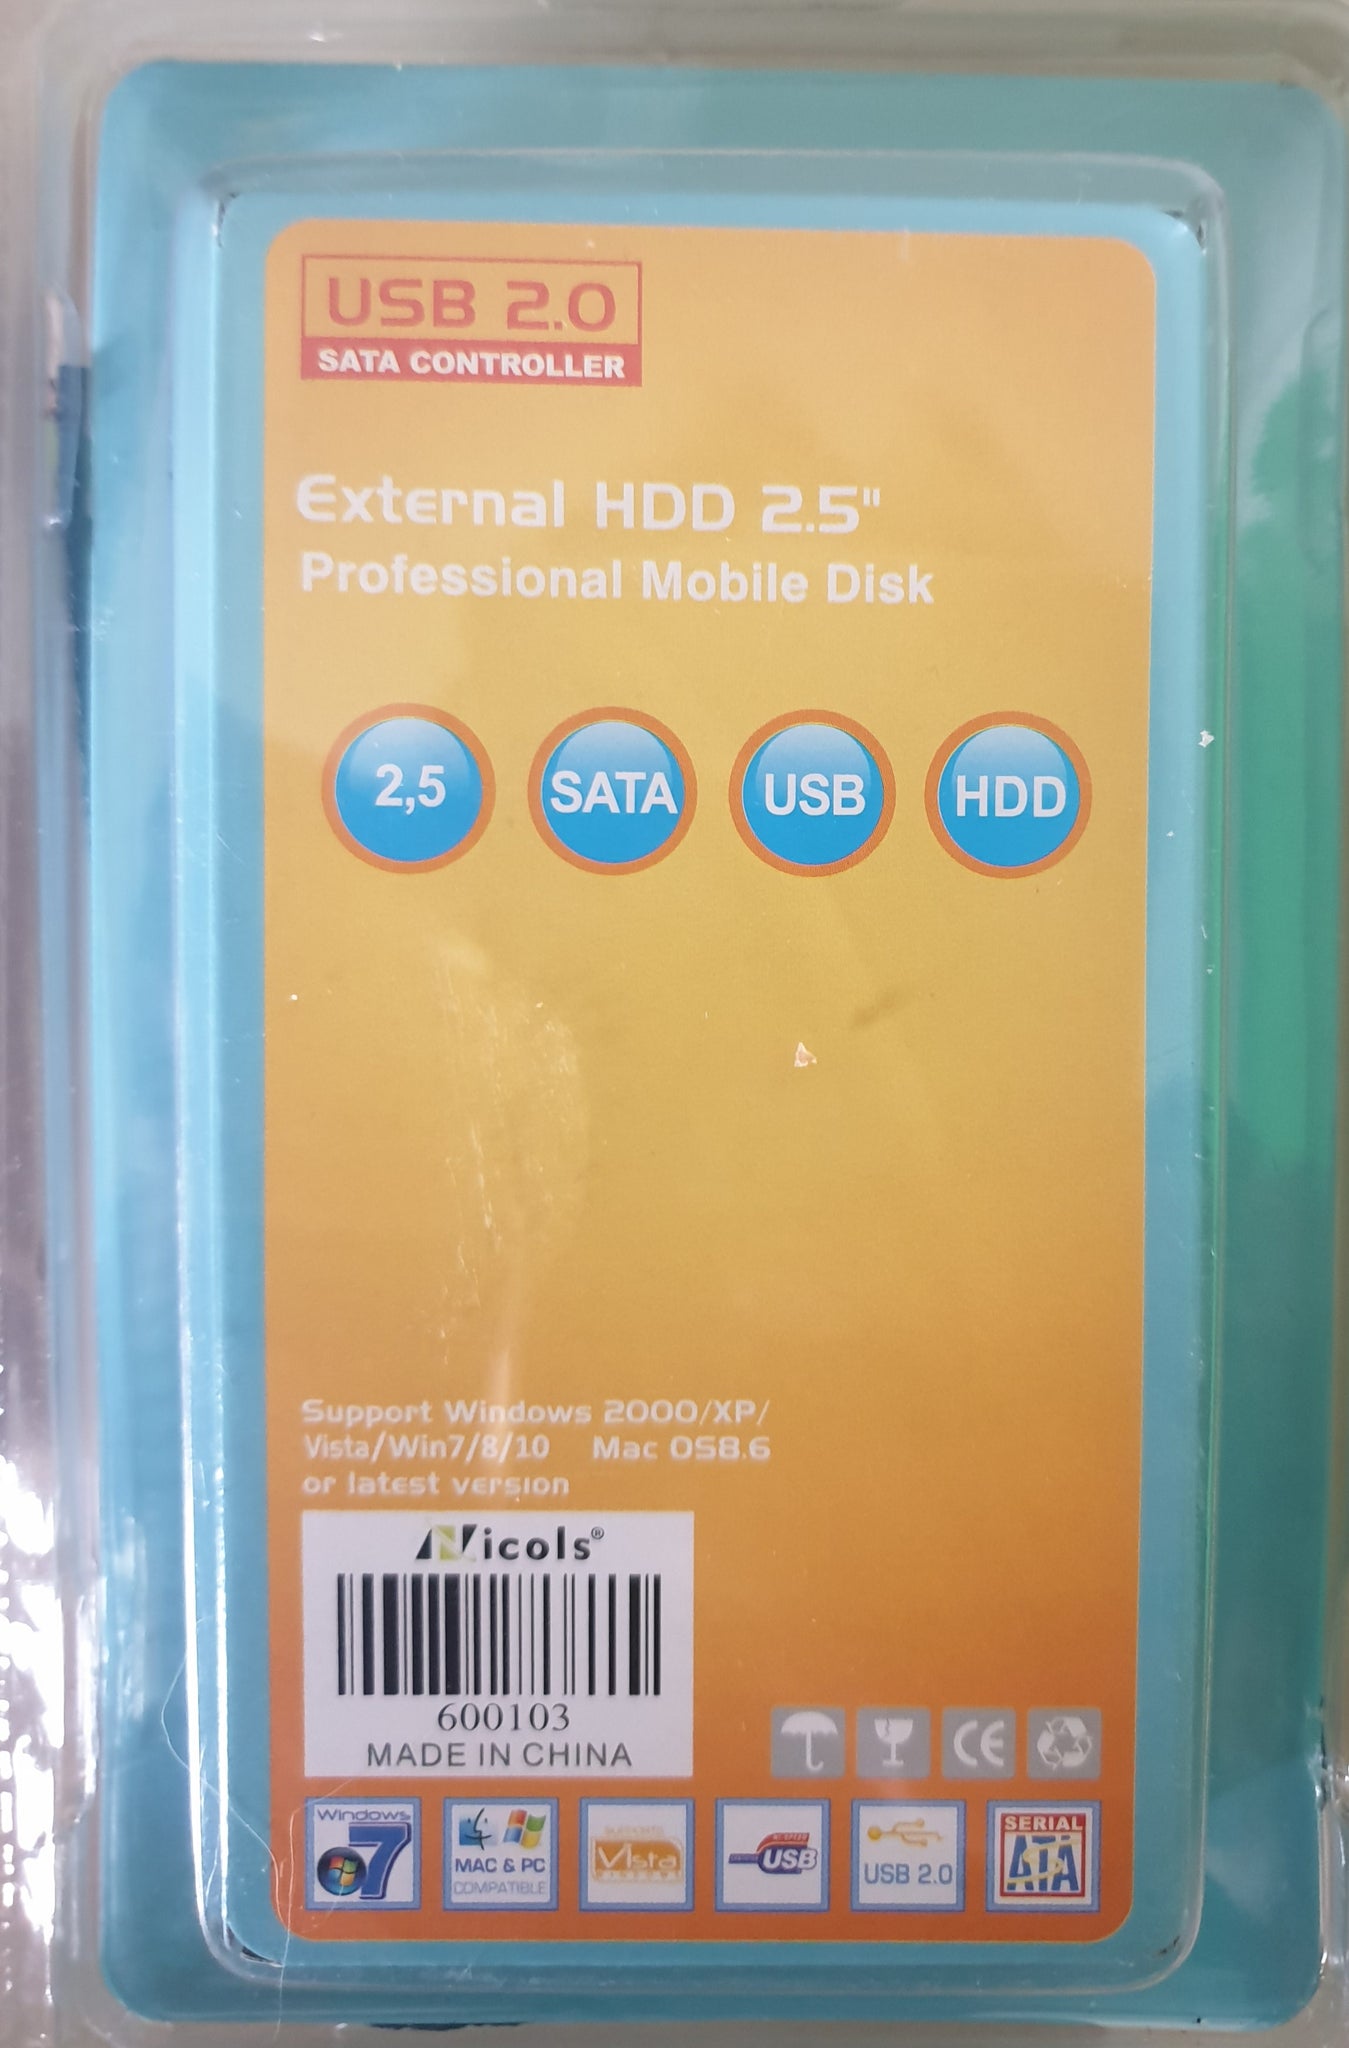 USB 2.0
SATA CONTROLLER
External HDD 2.5"
Professional Mobile Disk
2,5 SATA USB HDD
Support Windows 2000/XP/
Vista/Win7/8/10 Mac OS8.6
or latest version
Nicols®
600103
MADE IN CHINA
CE
Windows 7
MAC & PC
COMPATIBLE
SUPPORTS
Vista
USB
USB 2.0
SERIAL
ATA